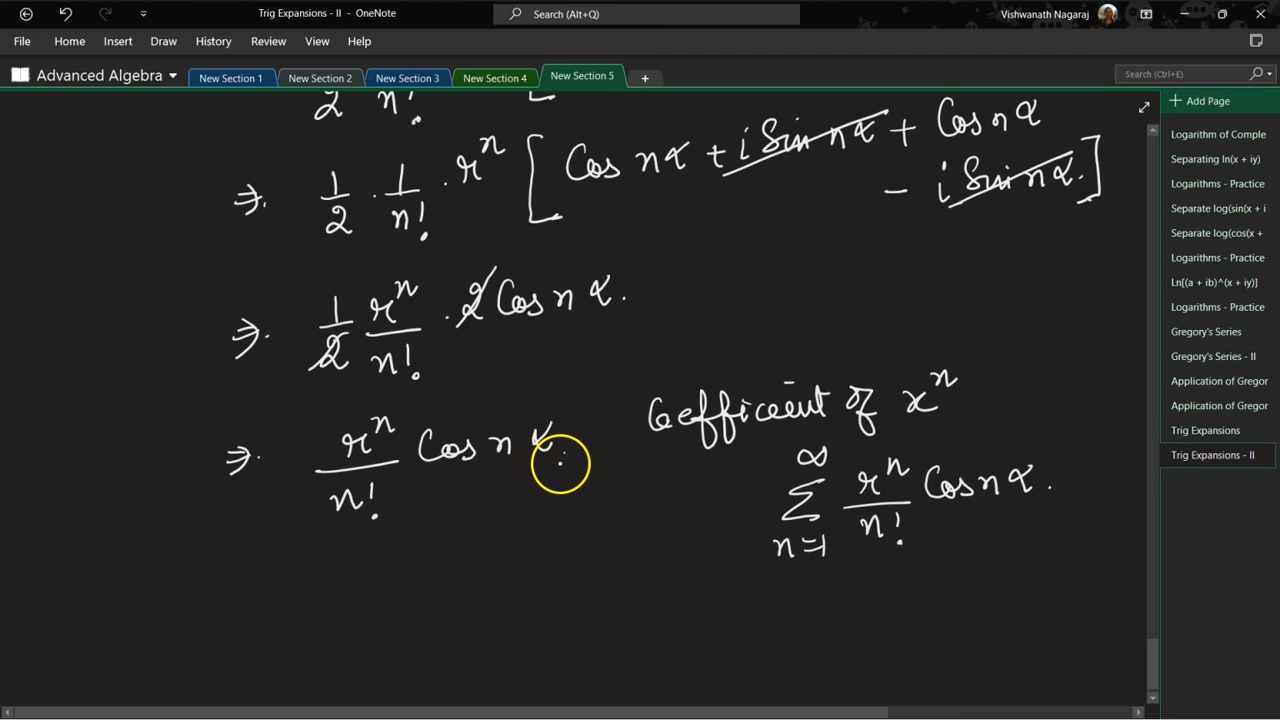 Trig Expansions - II - OneNote
Search (Alt+Q)
Vishwanath Nagaraj
File Home Insert Draw History Review View Help
Advanced Algebra
New Section 1 New Section 2 New Section 3 New Section 4 New Section 5 +
Search (Ctrl+E)
+ Add Page
Logarithm of Comple
Separating ln(x + iy)
Logarithms - Practice
Separate log(sin(x + i
Separate log(cos(x +
Logarithms - Practice
Ln[(a + ib)^(x + iy)]
Logarithms - Practice
Gregory's Series
Gregory's Series - II
Application of Gregor
Application of Gregor
Trig Expansions
Trig Expansions - II
2 n! [
⇒. 1/2 · 1/n! · r^n [ Cos nα + i Sin nα + Cos nα
- i Sin nα. ]
⇒. 1/2 r^n/n! · 2 Cos n α.
⇒. r^n/n! Cos n α.
Coefficient of x^n
∞
∑ r^n/n! Cos n α.
n=1